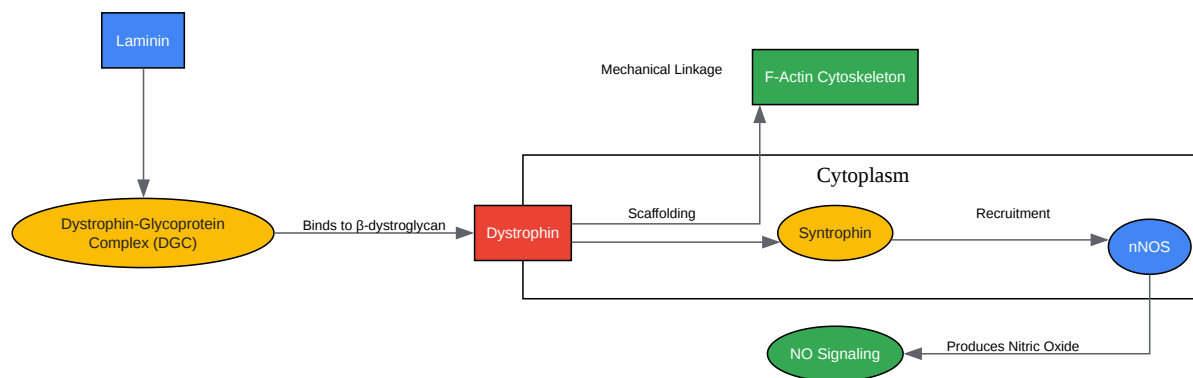 Laminin
Mechanical Linkage
F-Actin Cytoskeleton
Cytoplasm
Dystrophin-Glycoprotein
Complex (DGC)
Binds to β-dystroglycan
Dystrophin
Scaffolding
Syntrophin
Recruitment
nNOS
NO Signaling
Produces Nitric Oxide